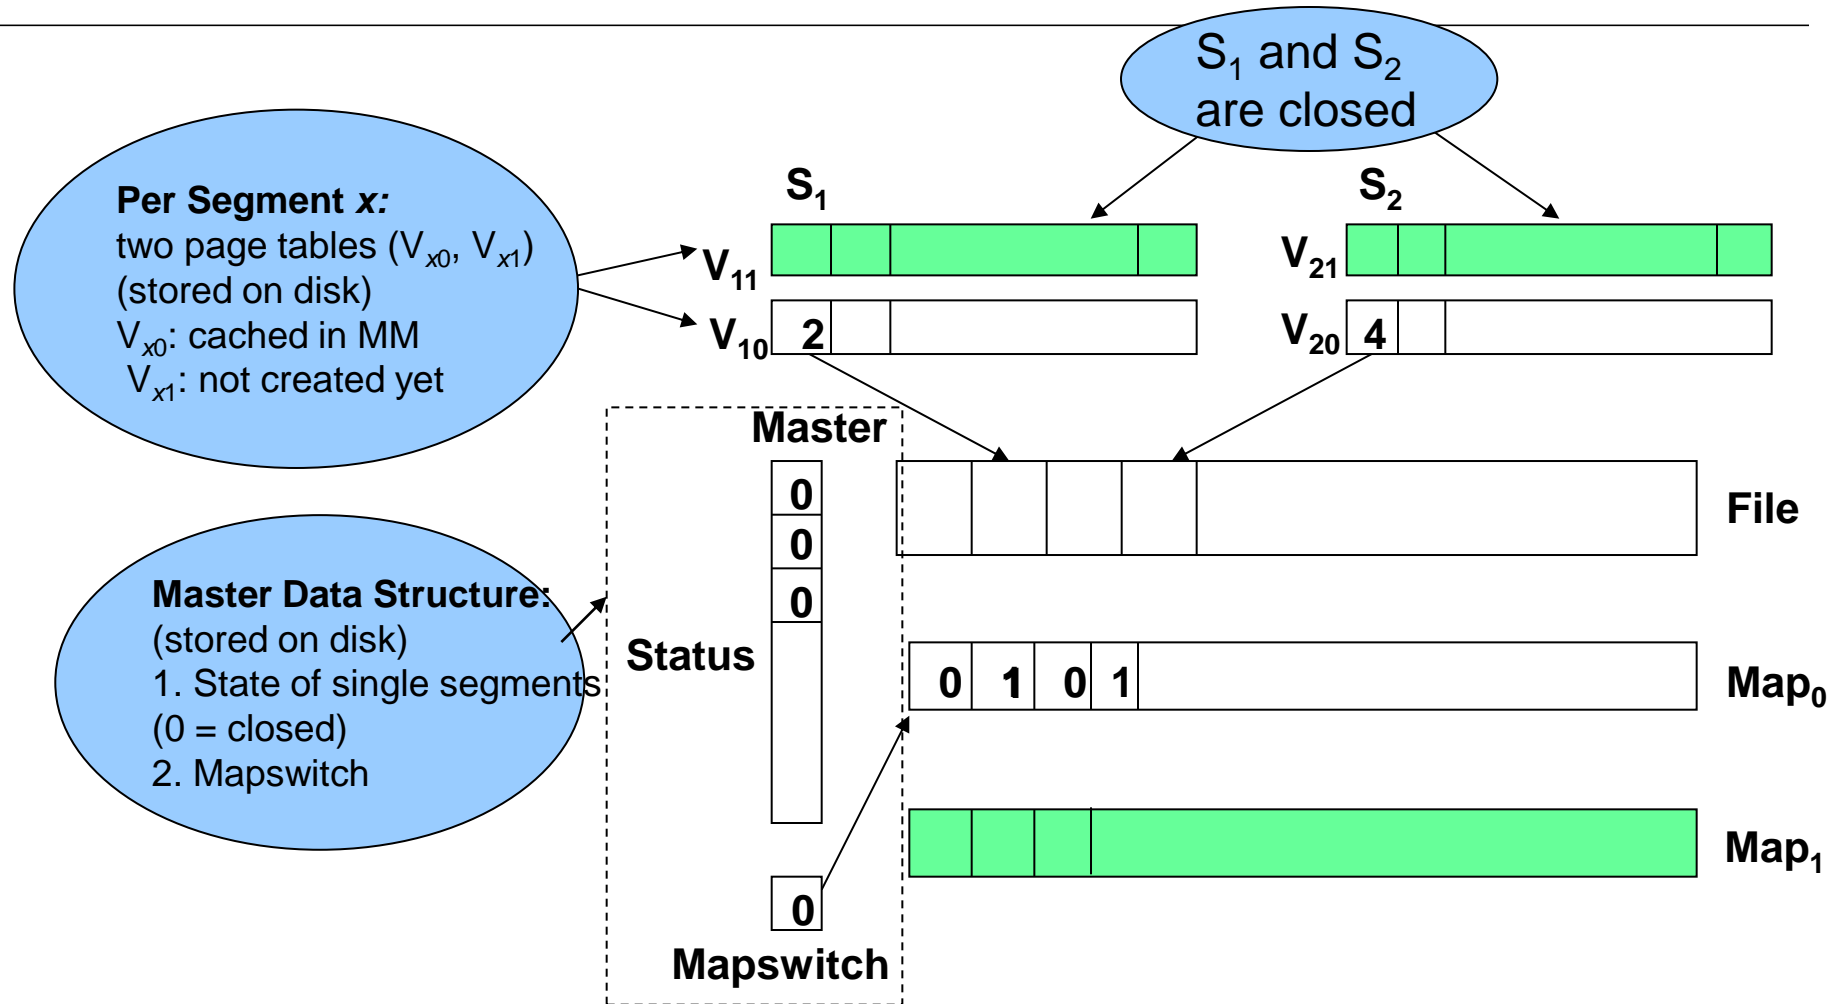 S₁ and S₂
are closed
Per Segment x:
two page tables (Vₓ₀, Vₓ₁)
(stored on disk)
Vₓ₀: cached in MM
Vₓ₁: not created yet
S₁
S₂
V₁₁
V₂₁
V₁₀ 2
V₂₀ 4
Master
0
0
0
File
Master Data Structure:
(stored on disk)
1. State of single segments
(0 = closed)
2. Mapswitch
Status
0 1 0 1
Map₀
Map₁
0
Mapswitch